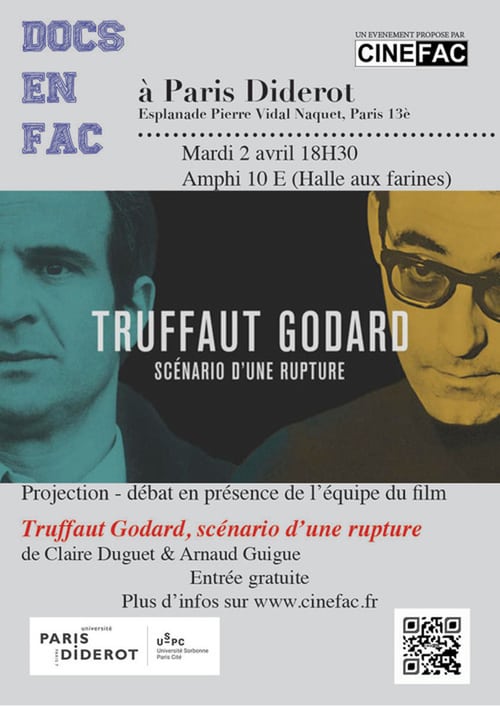 DOCS
EN
FAC
UN EVENEMENT PROPOSE PAR
CINEFAC
à Paris Diderot
Esplanade Pierre Vidal Naquet, Paris 13è
Mardi 2 avril 18H30
Amphi 10 E (Halle aux farines)
TRUFFAUT GODARD
SCÉNARIO D'UNE RUPTURE
Projection - débat en présence de l'équipe du film
Truffaut Godard, scénario d'une rupture
de Claire Duguet & Arnaud Guigue
Entrée gratuite
Plus d'infos sur www.cinefac.fr
université
PARIS
DIDEROT
PARIS 7
USPC
Université Sorbonne
Paris Cité